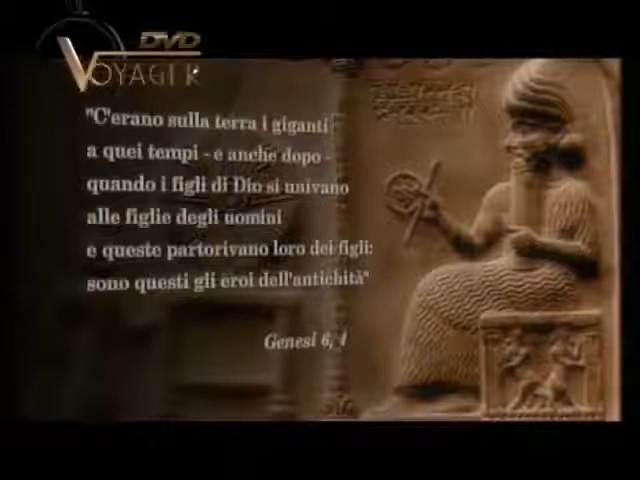 DVD
VOYAGER
"C'erano sulla terra i giganti
a quei tempi - e anche dopo -
quando i figli di Dio si univano
alle figlie degli uomini
e queste partorivano loro dei figli:
sono questi gli eroi dell'antichità"
Genesi 6, 4